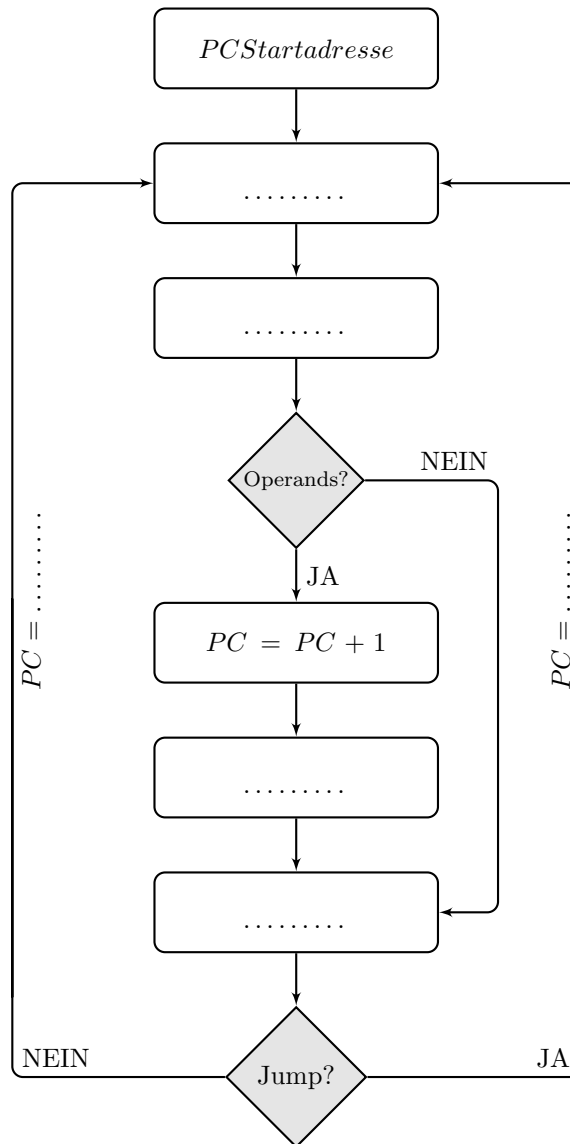 PCStartadresse
. . . . . . . . .
. . . . . . . . .
Operands?
NEIN
JA
PC = PC + 1
. . . . . . . . .
. . . . . . . . .
Jump?
NEIN
JA
PC = . . . . . . . . . .
PC = . . . . . . . . . .